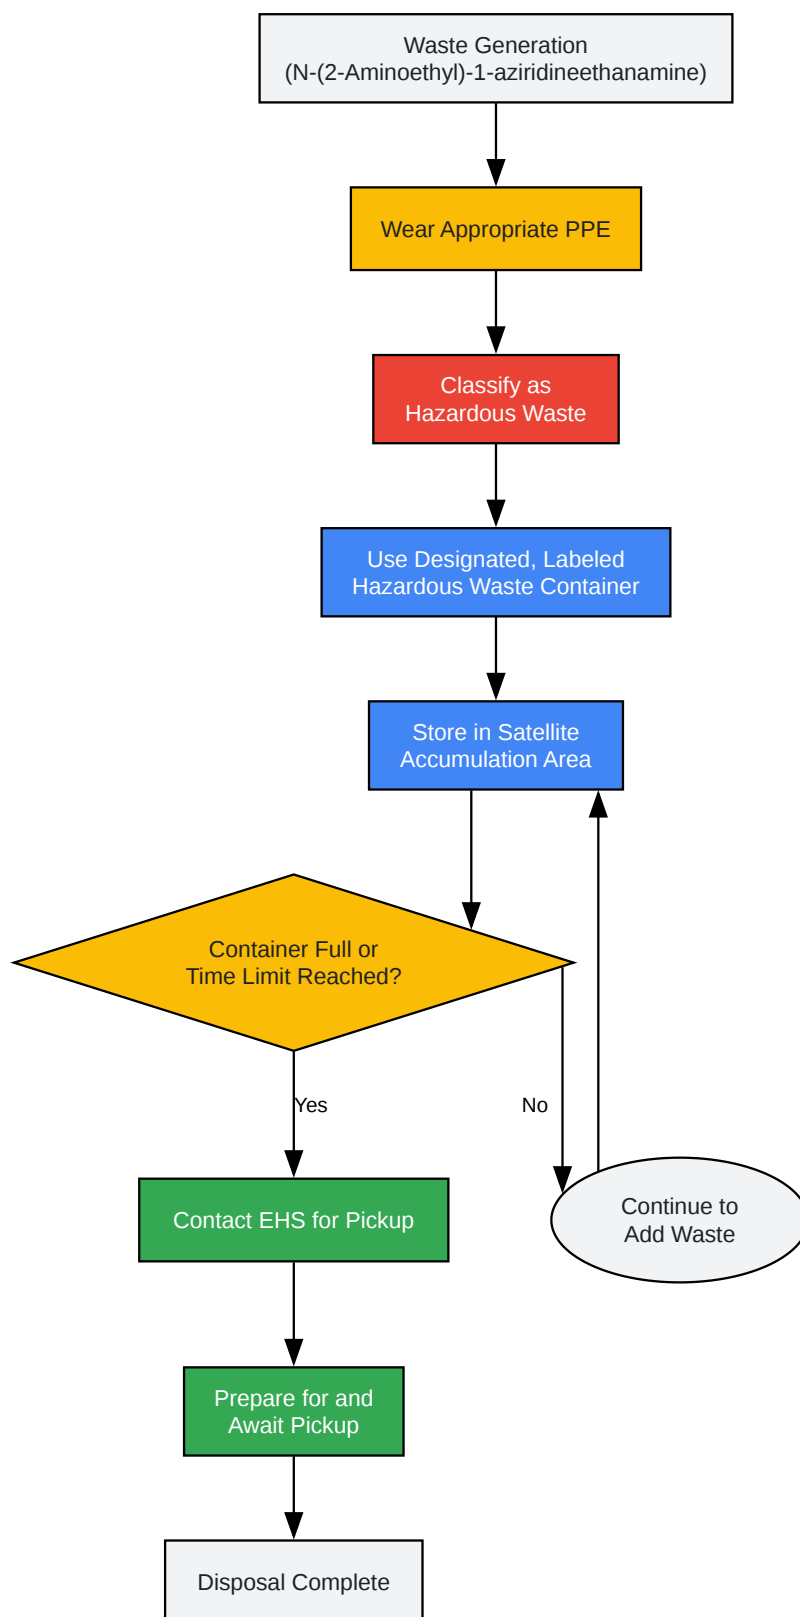 Waste Generation
(N-(2-Aminoethyl)-1-aziridineethanamine)
Wear Appropriate PPE
Classify as
Hazardous Waste
Use Designated, Labeled
Hazardous Waste Container
Store in Satellite
Accumulation Area
Container Full or
Time Limit Reached?
Yes
No
Contact EHS for Pickup
Continue to
Add Waste
Prepare for and
Await Pickup
Disposal Complete